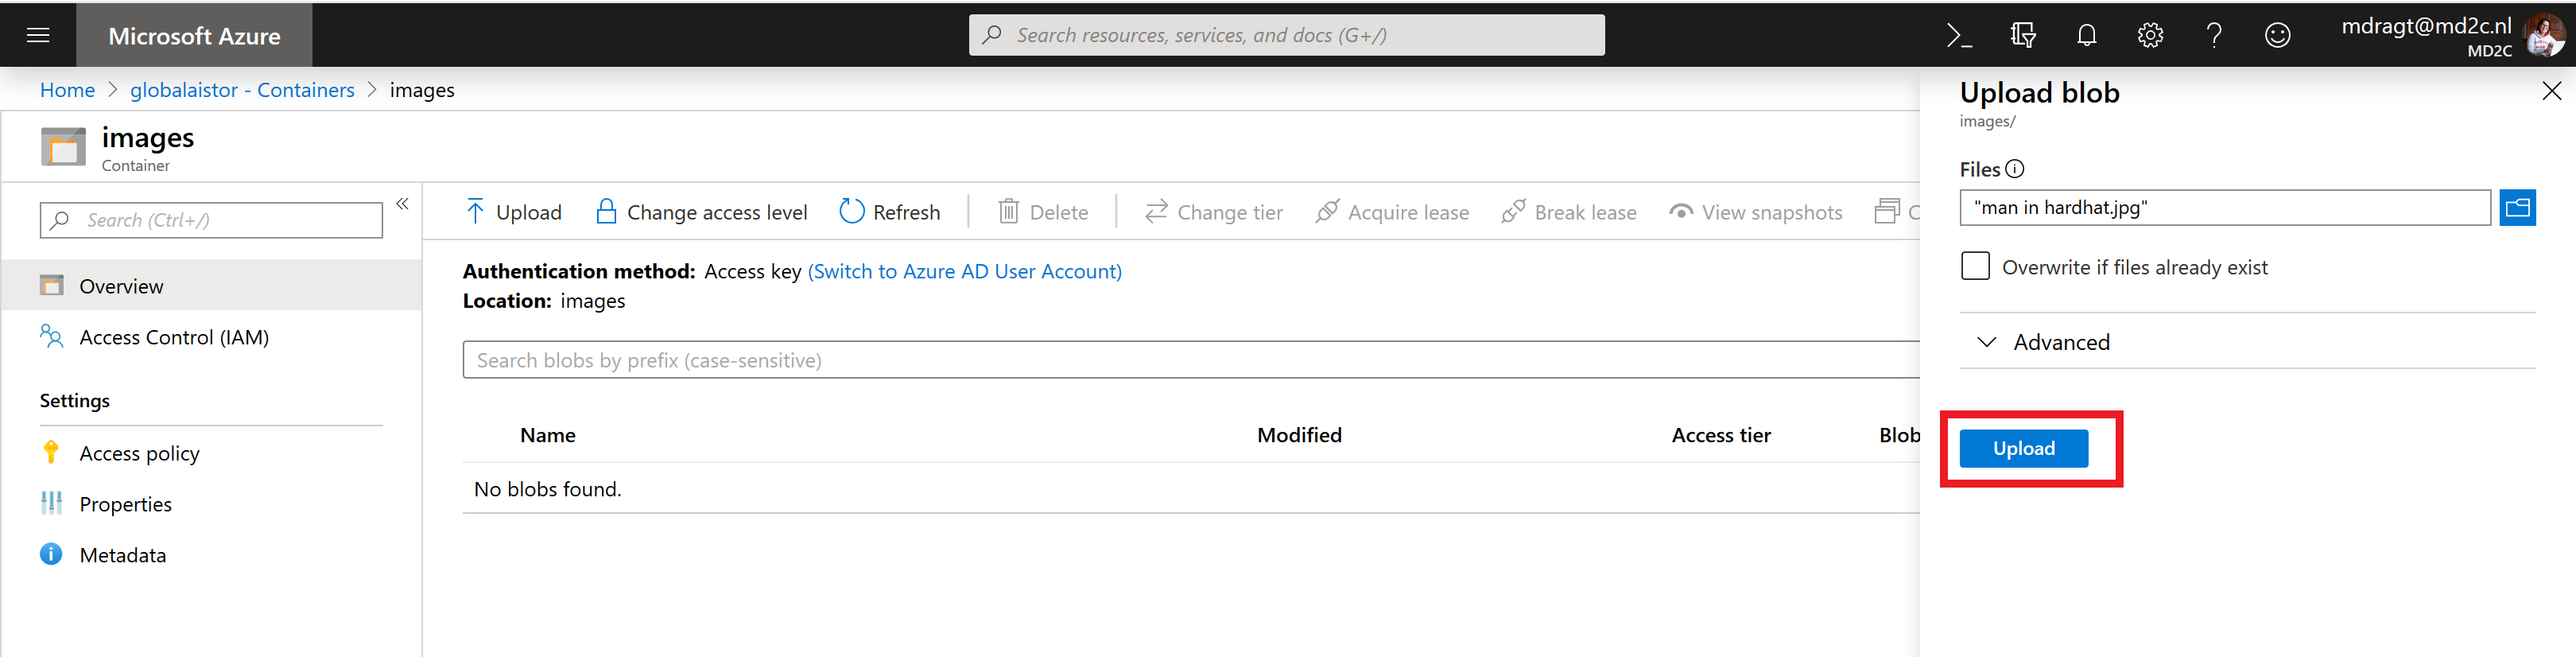 Microsoft Azure
Search resources, services, and docs (G+/)
mdragt@md2c.nl
MD2C
Home > globalaistor - Containers > images
images
Container
Search (Ctrl+/)
Overview
Access Control (IAM)
Settings
Access policy
Properties
Metadata
Upload Change access level Refresh Delete Change tier Acquire lease Break lease View snapshots
Authentication method: Access key (Switch to Azure AD User Account)
Location: images
Search blobs by prefix (case-sensitive)
Name Modified Access tier Blob
No blobs found.
Upload blob
images/
Files
"man in hardhat.jpg"
Overwrite if files already exist
Advanced
Upload